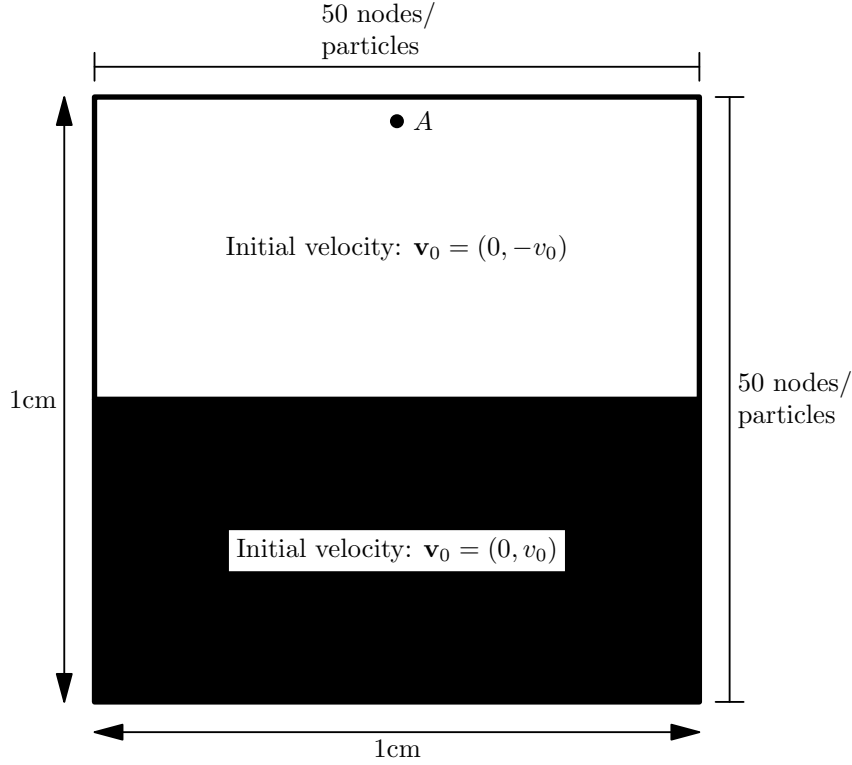 50 nodes/
particles
A
Initial velocity: v₀ = (0, −v₀)
1cm
50 nodes/
particles
Initial velocity: v₀ = (0, v₀)
1cm